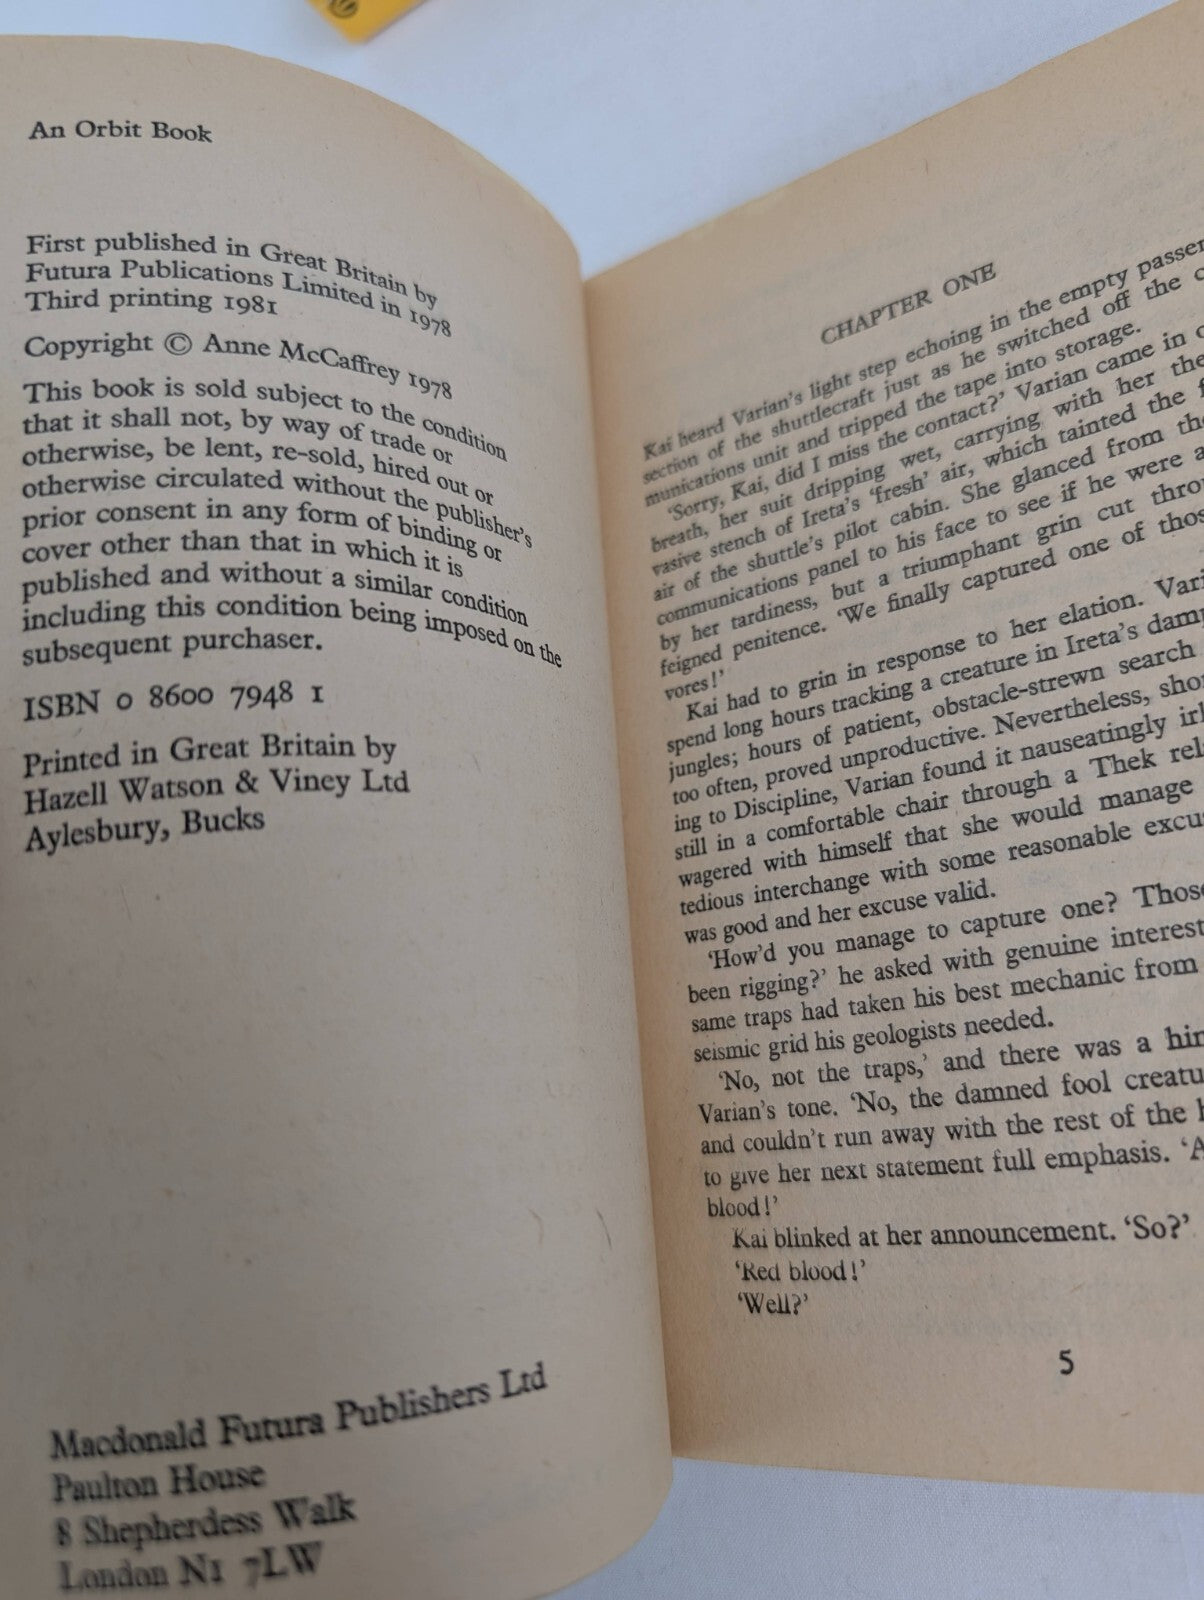 An Orbit Book
First published in Great Britain by
Futura Publications Limited in 1978
Third printing 1981
Copyright © Anne McCaffrey 1978
This book is sold subject to the condition
that it shall not, by way of trade or
otherwise, be lent, re-sold, hired out or
otherwise circulated without the publisher's
prior consent in any form of binding or
cover other than that in which it is
published and without a similar condition
including this condition being imposed on the
subsequent purchaser.
ISBN 0 8600 7948 1
Printed in Great Britain by
Hazell Watson & Viney Ltd
Aylesbury, Bucks
Macdonald Futura Publishers Ltd
Paulton House
8 Shepherdess Walk
London N1 7LW
CHAPTER ONE
Kai heard Varian's light step echoing in the empty passen
section of the shuttlecraft just as he switched off the c
munications unit and tripped the tape into storage.
'Sorry, Kai, did I miss the contact?' Varian came in o
breath, her suit dripping wet, carrying with her the
vasive stench of Ireta's 'fresh' air, which tainted the f
air of the shuttle's pilot cabin. She glanced from the
communications panel to his face to see if he were a
by her tardiness, but a triumphant grin cut throu
feigned penitence. 'We finally captured one of thos
vores!'
Kai had to grin in response to her elation. Vari
spend long hours tracking a creature in Ireta's damp
jungles; hours of patient, obstacle-strewn search
too often, proved unproductive. Nevertheless, sho
ing to Discipline, Varian found it nauseatingly irk
still in a comfortable chair through a Thek rela
wagered with himself that she would manage
tedious interchange with some reasonable excus
was good and her excuse valid.
'How'd you manage to capture one? Those
been rigging?' he asked with genuine interest
same traps had taken his best mechanic from
seismic grid his geologists needed.
'No, not the traps,' and there was a hin
Varian's tone. 'No, the damned fool creatu
and couldn't run away with the rest of the h
to give her next statement full emphasis. 'A
blood!'
Kai blinked at her announcement. 'So?'
'Red blood!'
'Well?'
5